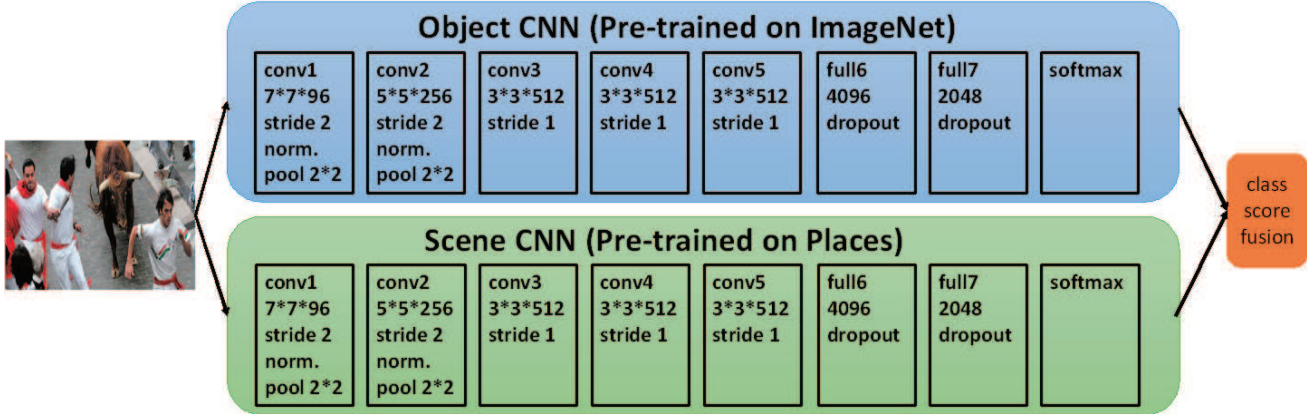 Object CNN (Pre-trained on ImageNet)
conv1
7*7*96
stride 2
norm.
pool 2*2
conv2
5*5*256
stride 2
norm.
pool 2*2
conv3
3*3*512
stride 1
conv4
3*3*512
stride 1
conv5
3*3*512
stride 1
full6
4096
dropout
full7
2048
dropout
softmax
Scene CNN (Pre-trained on Places)
conv1
7*7*96
stride 2
norm.
pool 2*2
conv2
5*5*256
stride 2
norm.
pool 2*2
conv3
3*3*512
stride 1
conv4
3*3*512
stride 1
conv5
3*3*512
stride 1
full6
4096
dropout
full7
2048
dropout
softmax
class
score
fusion